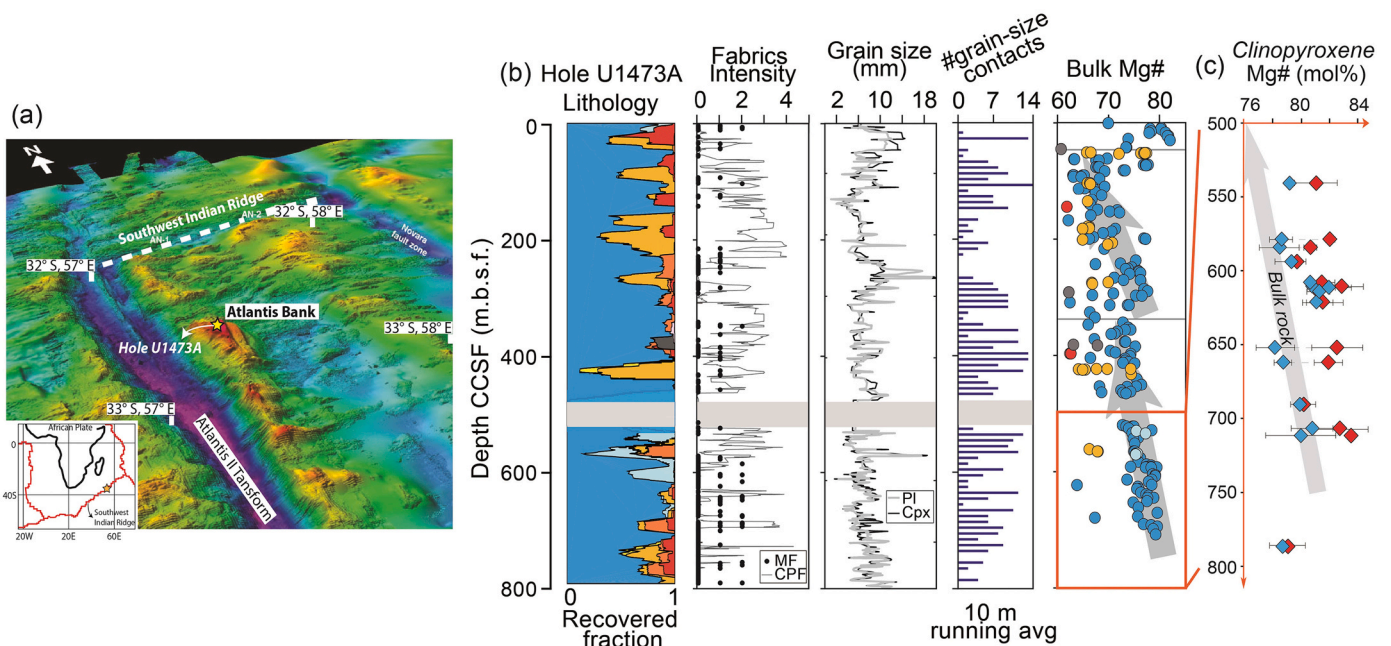 (a)
N
Southwest Indian Ridge
AN-1
AN-2
32° S, 58° E
32° S, 57° E
Novara
fault zone
Atlantis Bank
33° S, 58° E
Hole U1473A
33° S, 57° E
Atlantis II Transform
African Plate
0
40S
Southwest
Indian Ridge
20W
20E
60E
(b)
Hole U1473A
Lithology
Depth CCSF (m.b.s.f.)
0
200
400
600
800
0
1
Recovered
fraction
Fabrics
Intensity
0
2
4
MF
CPF
Grain size
(mm)
2
10
18
Pl
Cpx
#grain-size
contacts
0
7
14
10 m
running avg
Bulk Mg#
60
70
80
(c)
Clinopyroxene
Mg# (mol%)
76
80
84
500
550
600
650
700
750
800
Bulk rock